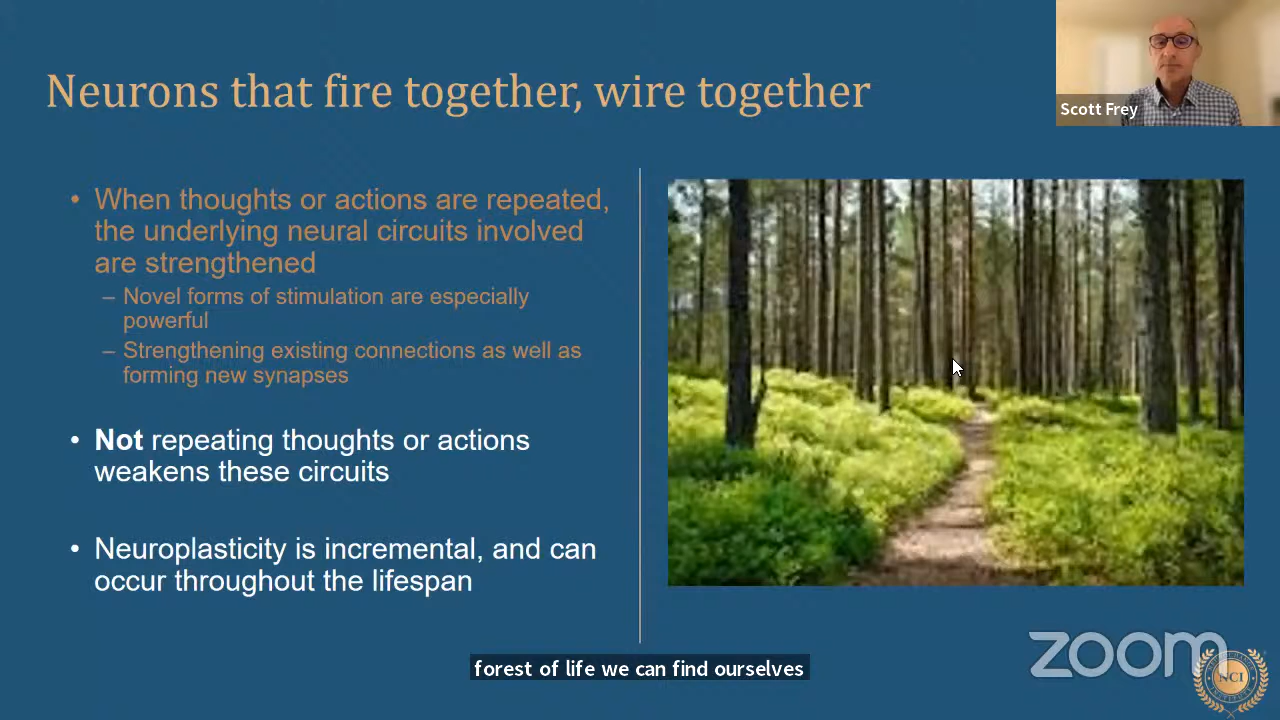 Neurons that fire together, wire together
Scott Frey
• When thoughts or actions are repeated,
the underlying neural circuits involved
are strengthened
– Novel forms of stimulation are especially
powerful
– Strengthening existing connections as well as
forming new synapses
• Not repeating thoughts or actions
weakens these circuits
• Neuroplasticity is incremental, and can
occur throughout the lifespan
forest of life we can find ourselves
zoom
NCI